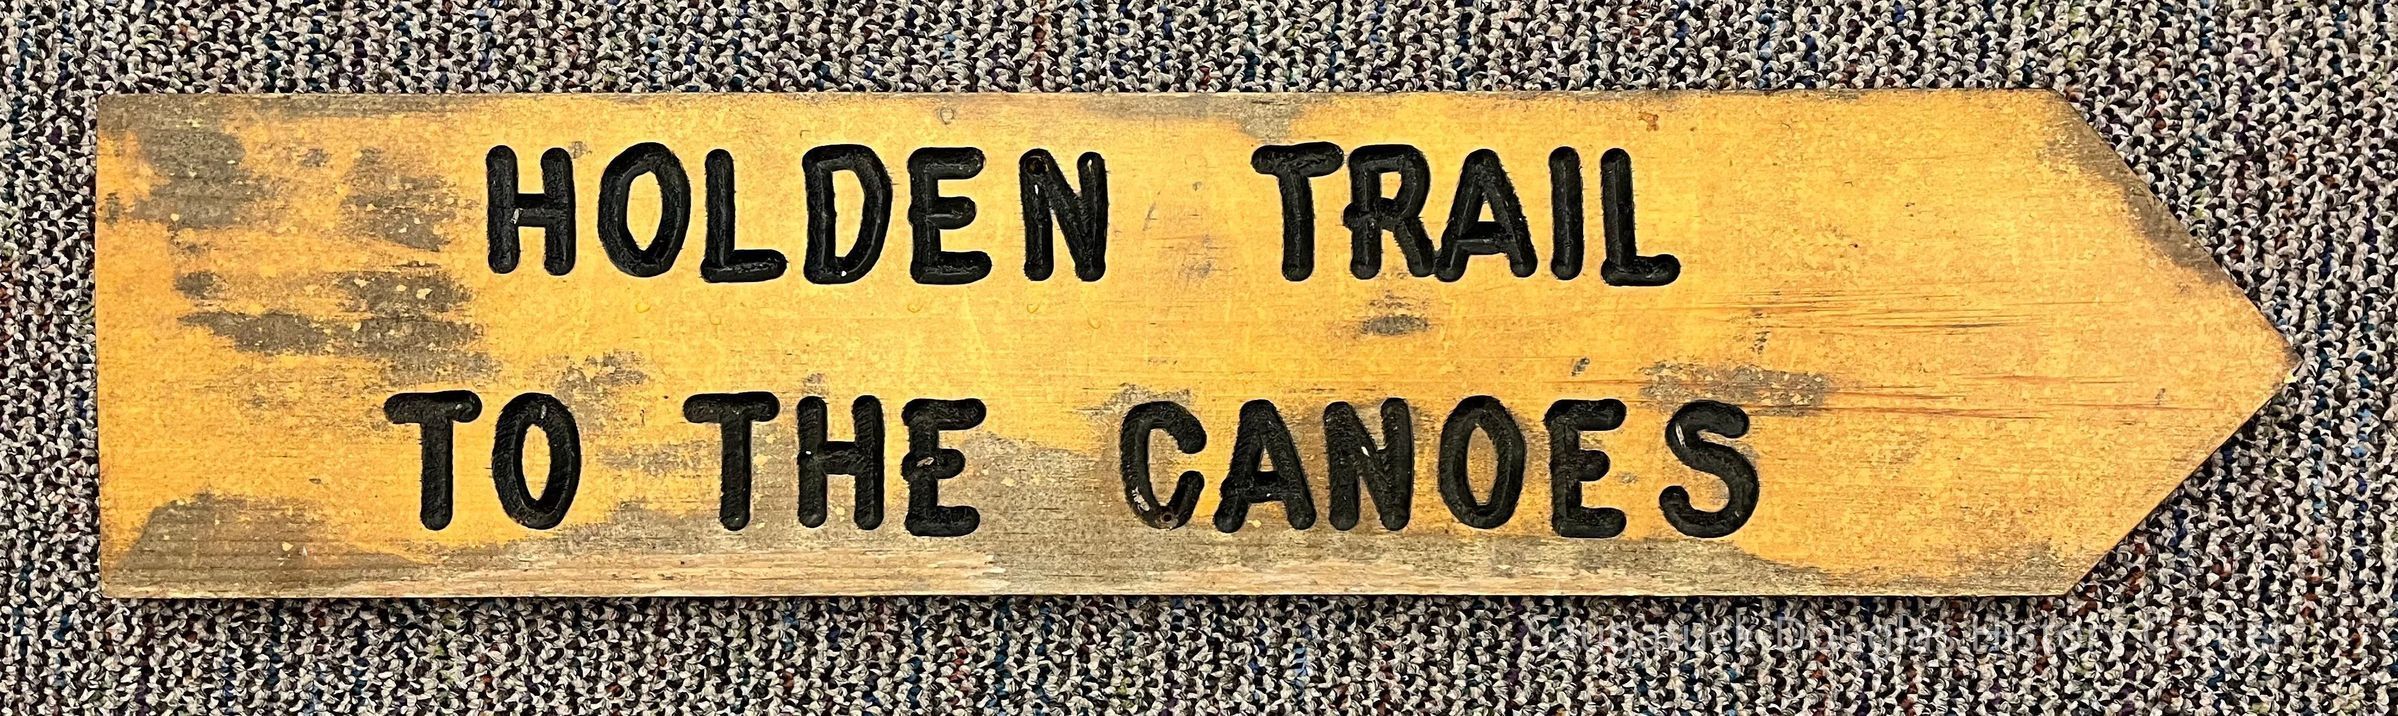 HOLDEN TRAIL
TO THE CANOES
Saugatuck Douglas History Center